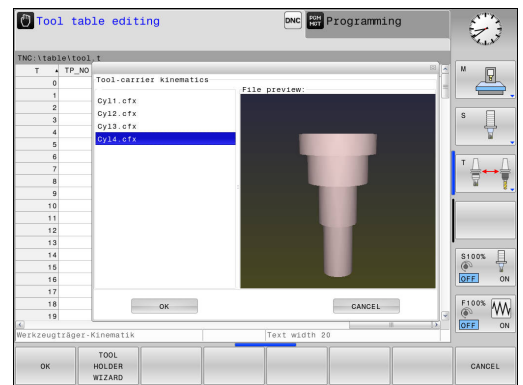 Tool table editing
DNC
PGM
MGT
Programming
TNC:\table\tool.t
T
TP_NO
0
1
2
3
4
5
6
7
8
9
10
11
12
13
14
15
16
17
18
19
Tool-carrier kinematics
Cyl1.cfx
Cyl2.cfx
Cyl3.cfx
Cyl4.cfx
File preview:
OK
CANCEL
Werkzeugträger-Kinematik
Text width 20
M
S
T
S100%
OFF
ON
F100%
OFF
ON
OK
TOOL
HOLDER
WIZARD
CANCEL